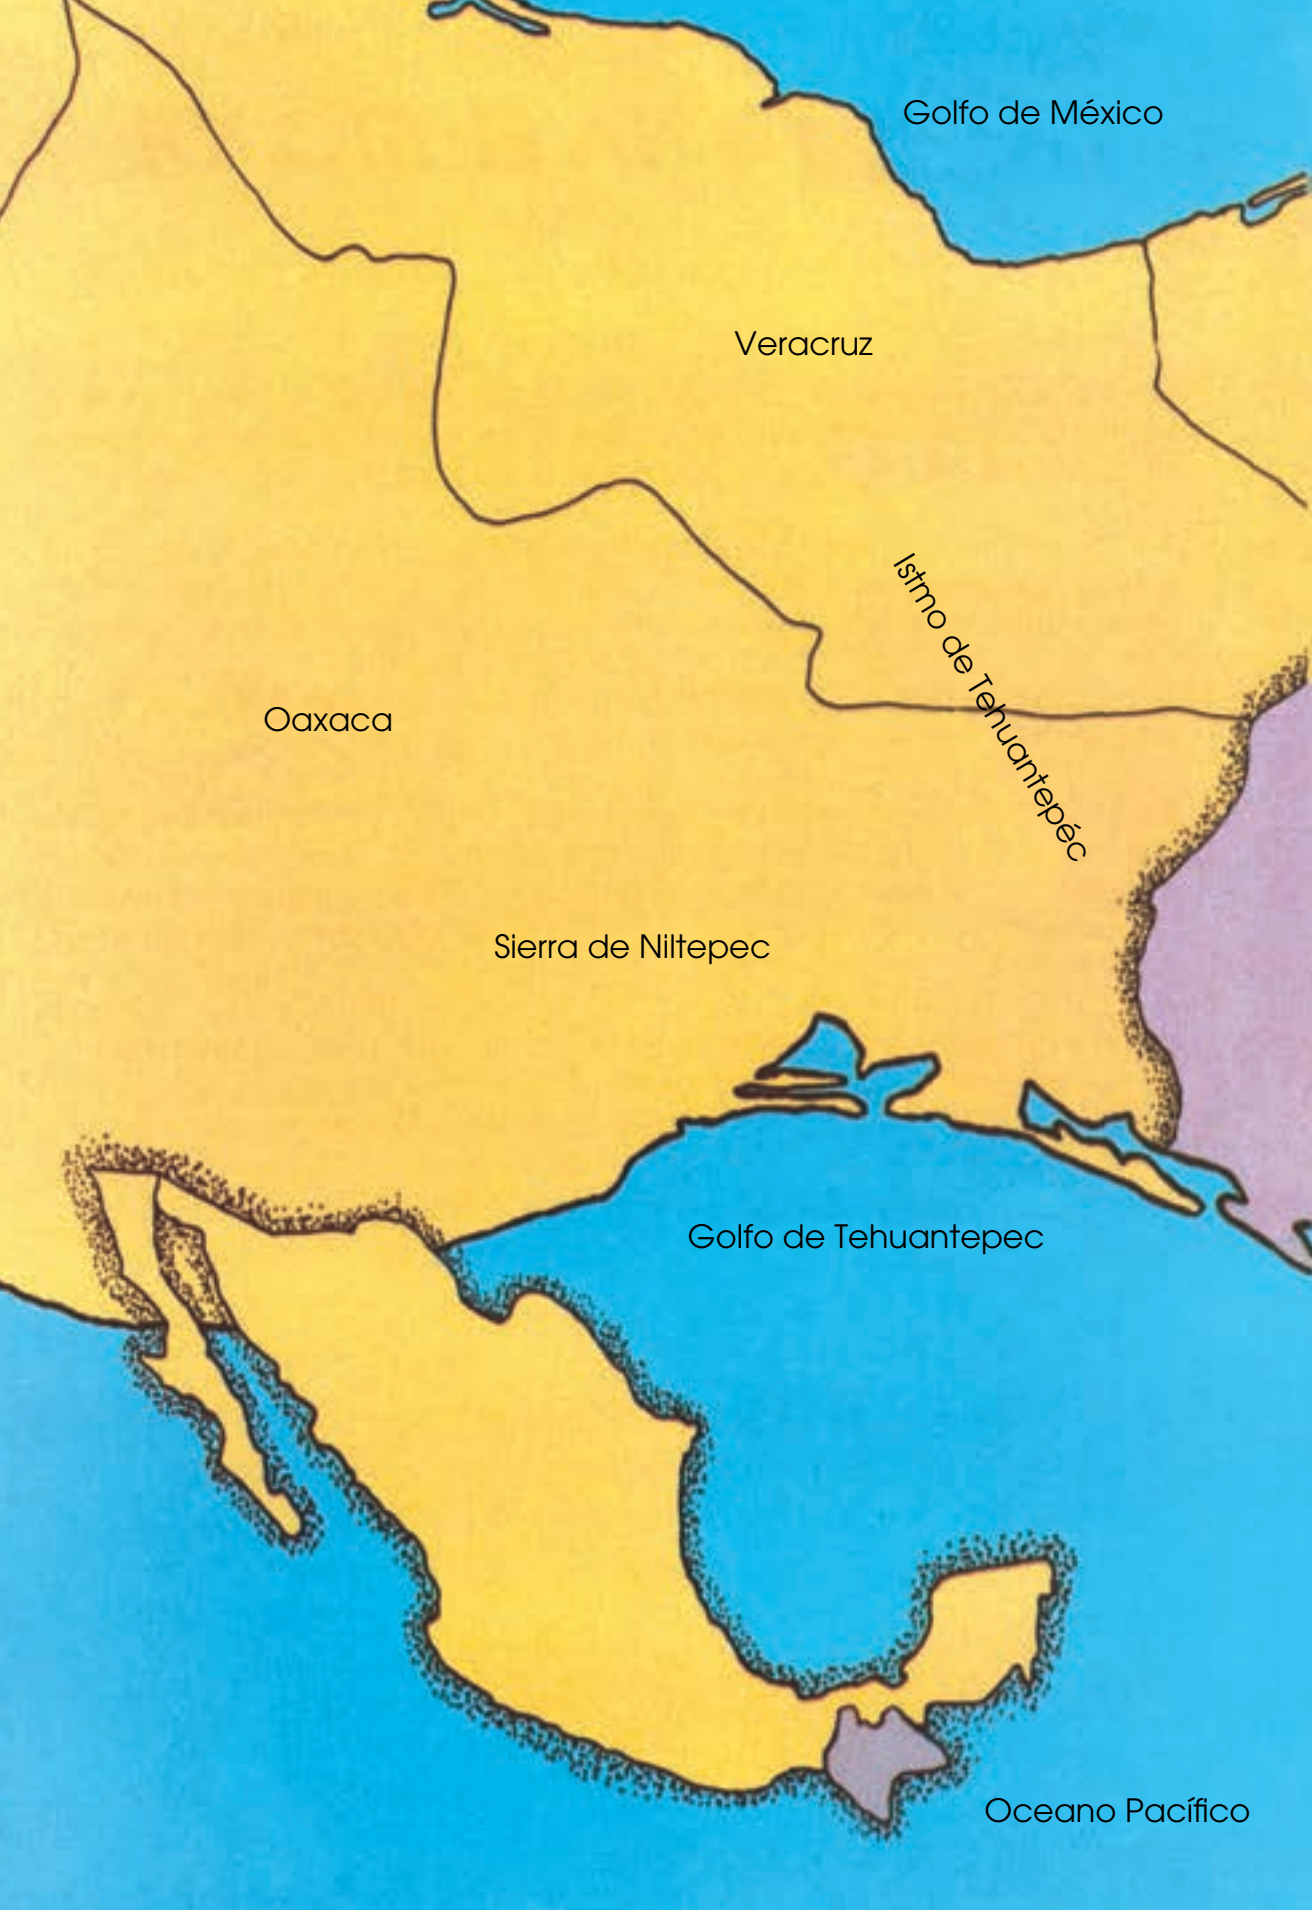 Golfo de México
Veracruz
Istmo de Tehuantepéc
Oaxaca
Sierra de Niltepec
Golfo de Tehuantepec
Oceano Pacífico